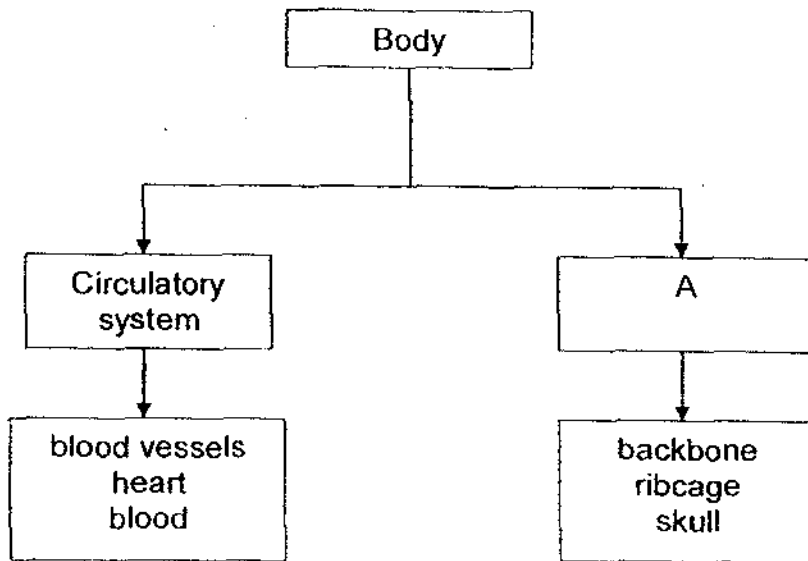 Body
Circulatory
system
A
blood vessels
heart
blood
backbone
ribcage
skull